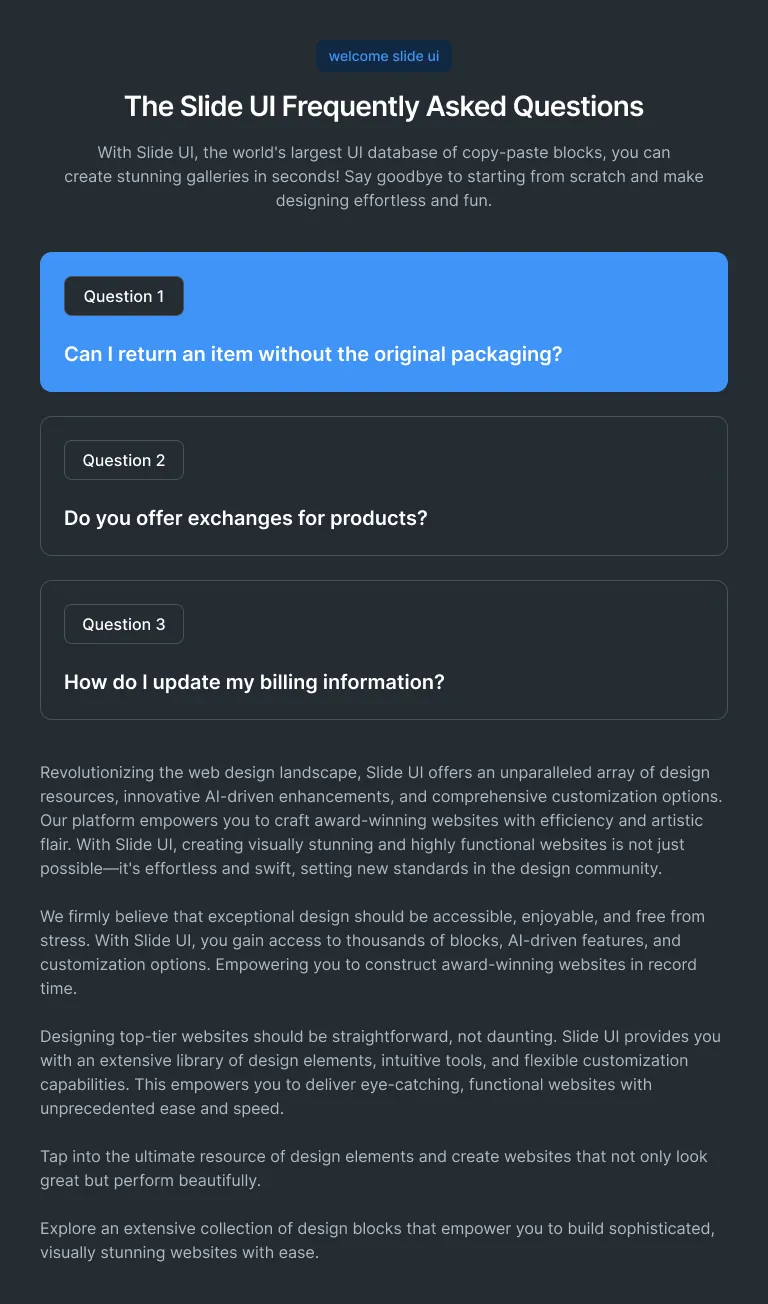 welcome slide ui
The Slide UI Frequently Asked Questions
With Slide UI, the world's largest UI database of copy-paste blocks, you can
create stunning galleries in seconds! Say goodbye to starting from scratch and make
designing effortless and fun.
Question 1
Can I return an item without the original packaging?
Question 2
Do you offer exchanges for products?
Question 3
How do I update my billing information?
Revolutionizing the web design landscape, Slide UI offers an unparalleled array of design
resources, innovative AI-driven enhancements, and comprehensive customization options.
Our platform empowers you to craft award-winning websites with efficiency and artistic
flair. With Slide UI, creating visually stunning and highly functional websites is not just
possible—it's effortless and swift, setting new standards in the design community.
We firmly believe that exceptional design should be accessible, enjoyable, and free from
stress. With Slide UI, you gain access to thousands of blocks, AI-driven features, and
customization options. Empowering you to construct award-winning websites in record
time.
Designing top-tier websites should be straightforward, not daunting. Slide UI provides you
with an extensive library of design elements, intuitive tools, and flexible customization
capabilities. This empowers you to deliver eye-catching, functional websites with
unprecedented ease and speed.
Tap into the ultimate resource of design elements and create websites that not only look
great but perform beautifully.
Explore an extensive collection of design blocks that empower you to build sophisticated,
visually stunning websites with ease.